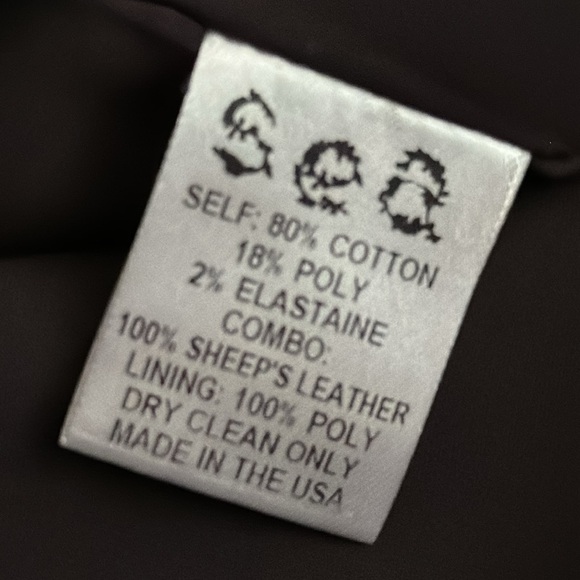 SELF: 80% COTTON
18% POLY
2% ELASTAINE
COMBO:
100% SHEEP'S LEATHER
LINING: 100% POLY
DRY CLEAN ONLY
MADE IN THE USA